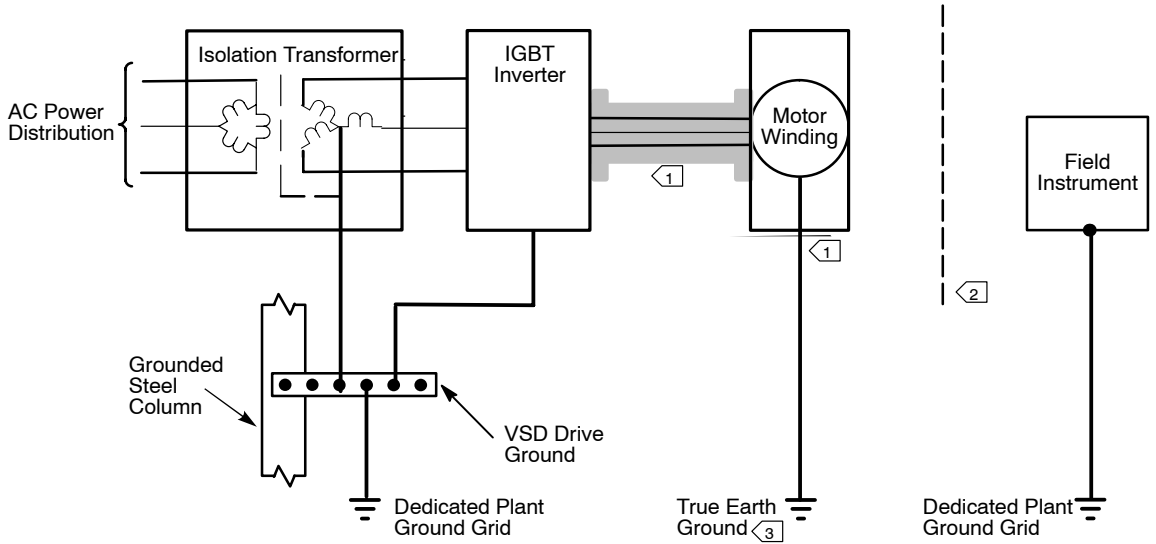 Isolation Transformer
IGBT
Inverter
AC Power
Distribution
Motor
Winding
Field
Instrument
1
1
2
Grounded
Steel
Column
VSD Drive
Ground
Dedicated Plant
Ground Grid
True Earth
Ground
3
Dedicated Plant
Ground Grid